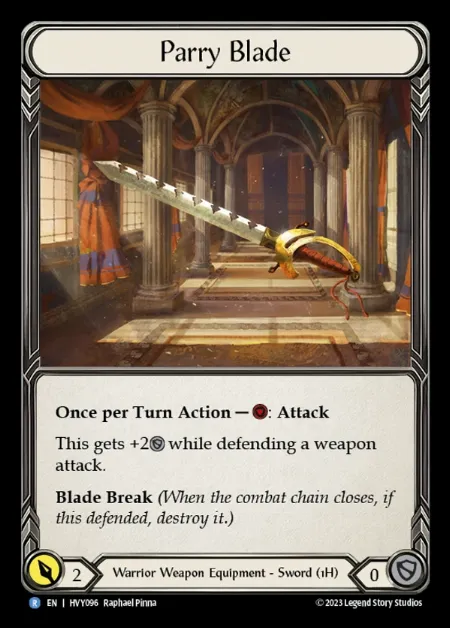 Parry Blade
Once per Turn Action — : Attack
This gets +2 while defending a weapon
attack.
Blade Break (When the combat chain closes, if
this defended, destroy it.)
2 Warrior Weapon Equipment - Sword (1H) 0
R EN | HVY096 Raphael Pinna © 2023 Legend Story Studios